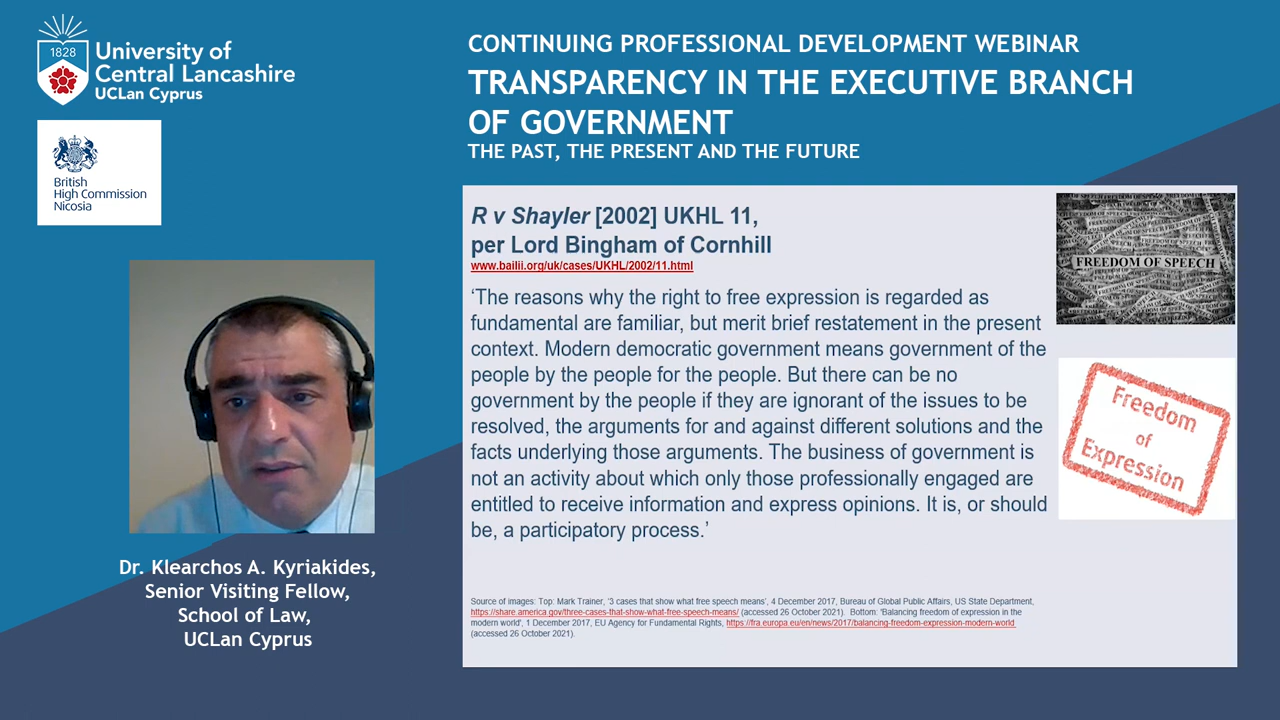 1828
University of
Central Lancashire
UCLan Cyprus
British
High Commission
Nicosia
CONTINUING PROFESSIONAL DEVELOPMENT WEBINAR
TRANSPARENCY IN THE EXECUTIVE BRANCH
OF GOVERNMENT
THE PAST, THE PRESENT AND THE FUTURE
R v Shayler [2002] UKHL 11,
per Lord Bingham of Cornhill
www.bailii.org/uk/cases/UKHL/2002/11.html
‘The reasons why the right to free expression is regarded as
fundamental are familiar, but merit brief restatement in the present
context. Modern democratic government means government of the
people by the people for the people. But there can be no
government by the people if they are ignorant of the issues to be
resolved, the arguments for and against different solutions and the
facts underlying those arguments. The business of government is
not an activity about which only those professionally engaged are
entitled to receive information and express opinions. It is, or should
be, a participatory process.’
FREEDOM OF SPEECH
Freedom
of
Expression
Source of images: Top: Mark Trainer, ‘3 cases that show what free speech means’, 4 December 2017, Bureau of Global Public Affairs, US State Department,
https://share.america.gov/three-cases-that-show-what-free-speech-means/ (accessed 26 October 2021). Bottom: ‘Balancing freedom of expression in the
modern world’, 1 December 2017, EU Agency for Fundamental Rights, https://fra.europa.eu/en/news/2017/balancing-freedom-expression-modern-world
(accessed 26 October 2021).
Dr. Klearchos A. Kyriakides,
Senior Visiting Fellow,
School of Law,
UCLan Cyprus